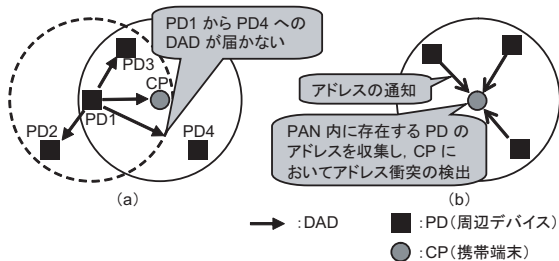 PD1 から PD4 への
DAD が届かない
PD3
CP
PD1
PD2
PD4
(a)
アドレスの通知
PAN 内に存在する PD の
アドレスを収集し，CP に
おいてアドレス衝突の検出
(b)
:DAD
:PD(周辺デバイス)
:CP(携帯端末)